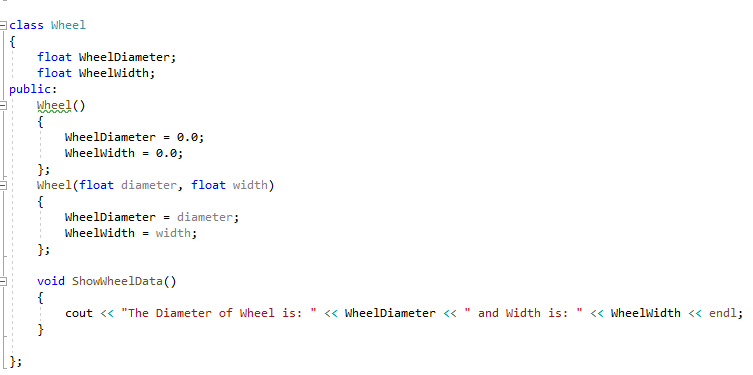 class Wheel
{
    float WheelDiameter;
    float WheelWidth;
public:
    Wheel()
    {
        WheelDiameter = 0.0;
        WheelWidth = 0.0;
    };
    Wheel(float diameter, float width)
    {
        WheelDiameter = diameter;
        WheelWidth = width;
    };

    void ShowWheelData()
    {
        cout << "The Diameter of Wheel is: " << WheelDiameter << " and Width is: " << WheelWidth << endl;
    }

};